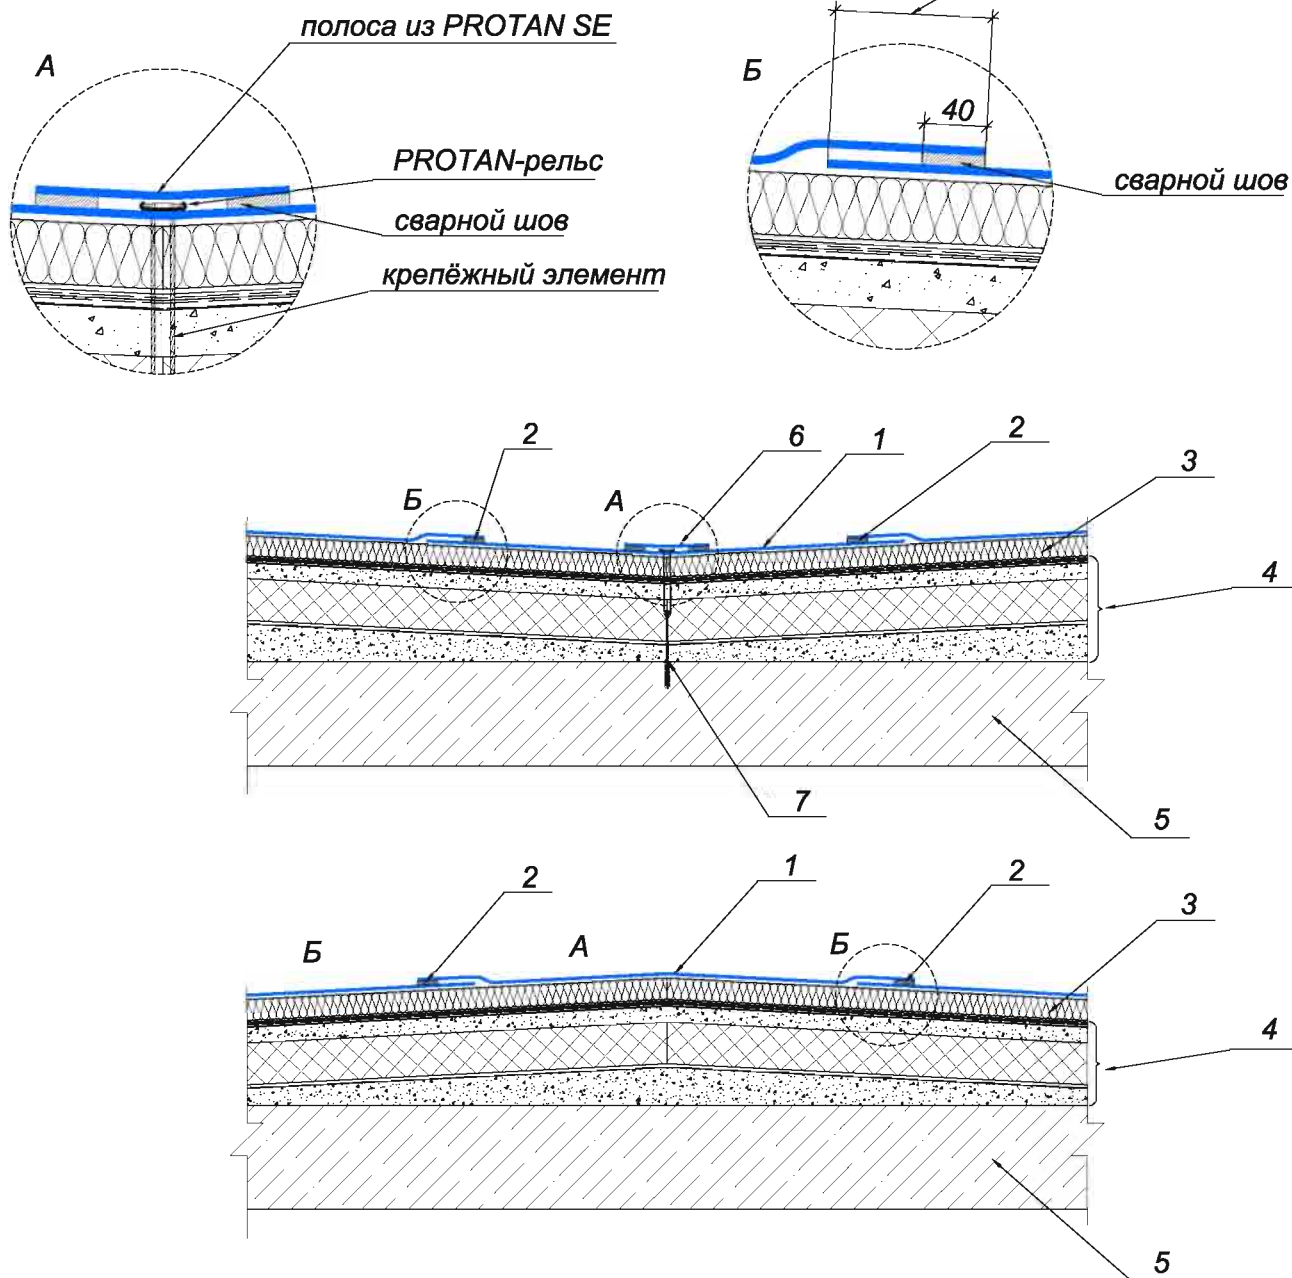 полоса из PROTAN SE
А
Б
40
PROTAN-рельс
сварной шов
сварной шов
крепёжный элемент
2
6
1
2
3
Б
А
4
7
5
2
1
2
3
Б
А
Б
4
5